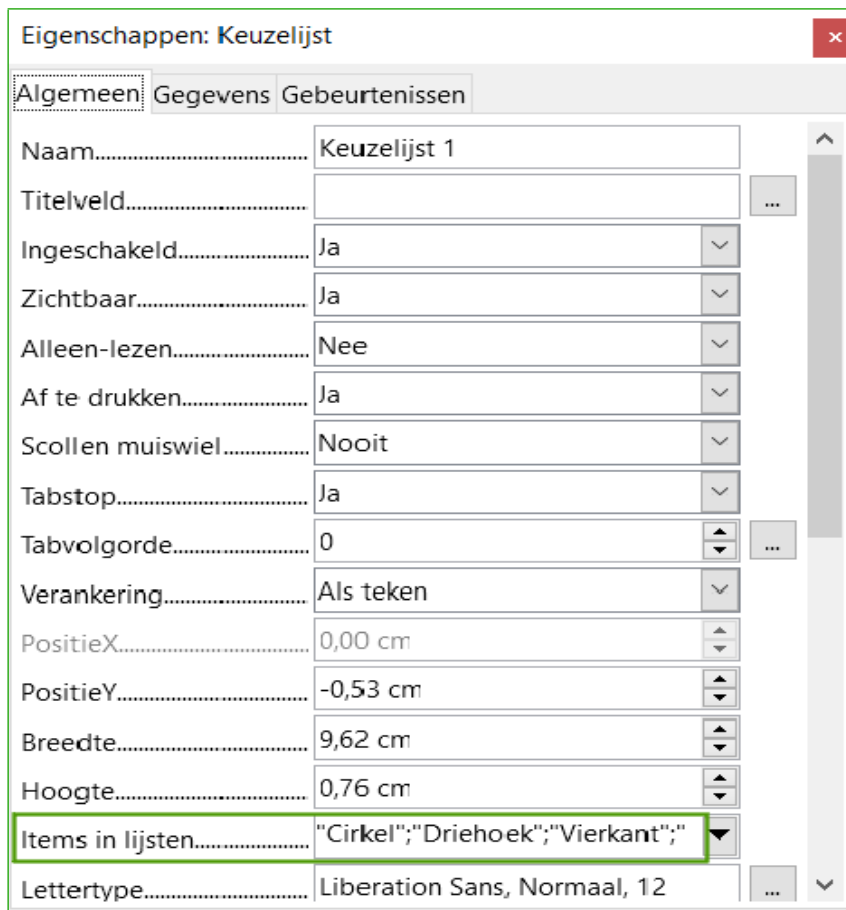 Eigenschappen: Keuzelijst
Algemeen Gegevens Gebeurtenissen
Naam Keuzelijst 1
Titelveld ...
Ingeschakeld Ja
Zichtbaar Ja
Alleen-lezen Nee
Af te drukken Ja
Scollen muiswiel Nooit
Tabstop Ja
Tabvolgorde 0 ...
Verankering Als teken
PositieX 0,00 cm
PositieY -0,53 cm
Breedte 9,62 cm
Hoogte 0,76 cm
Items in lijsten "Cirkel";"Driehoek";"Vierkant";"
Lettertype Liberation Sans, Normaal, 12 ...